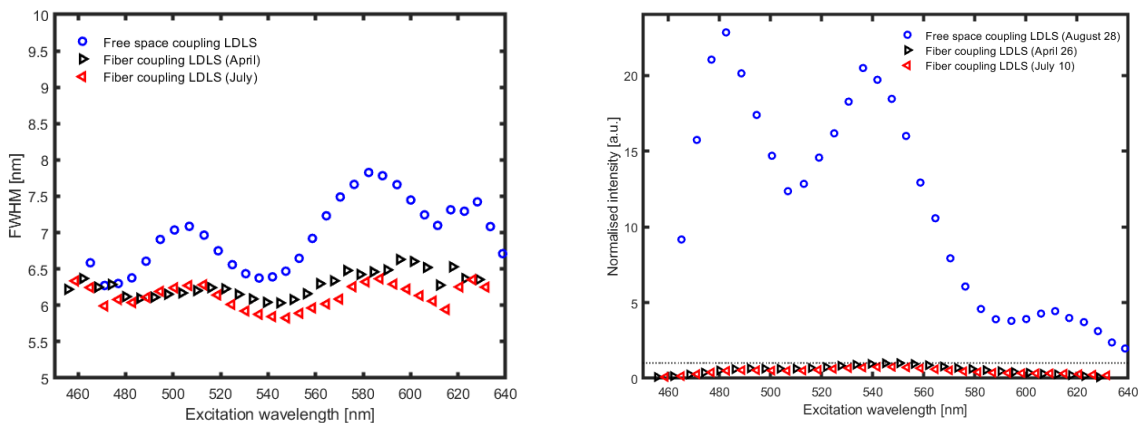 10
9.5
9
8.5
8
7.5
7
6.5
6
5.5
5
FWHM [nm]
Free space coupling LDLS
Fiber coupling LDLS (April)
Fiber coupling LDLS (July)
460 480 500 520 540 560 580 600 620 640
Excitation wavelength [nm]
20
15
10
5
0
Normalised intensity [a.u.]
Free space coupling LDLS (August 28)
Fiber coupling LDLS (April 26)
Fiber coupling LDLS (July 10)
460 480 500 520 540 560 580 600 620 640
Excitation wavelength [nm]